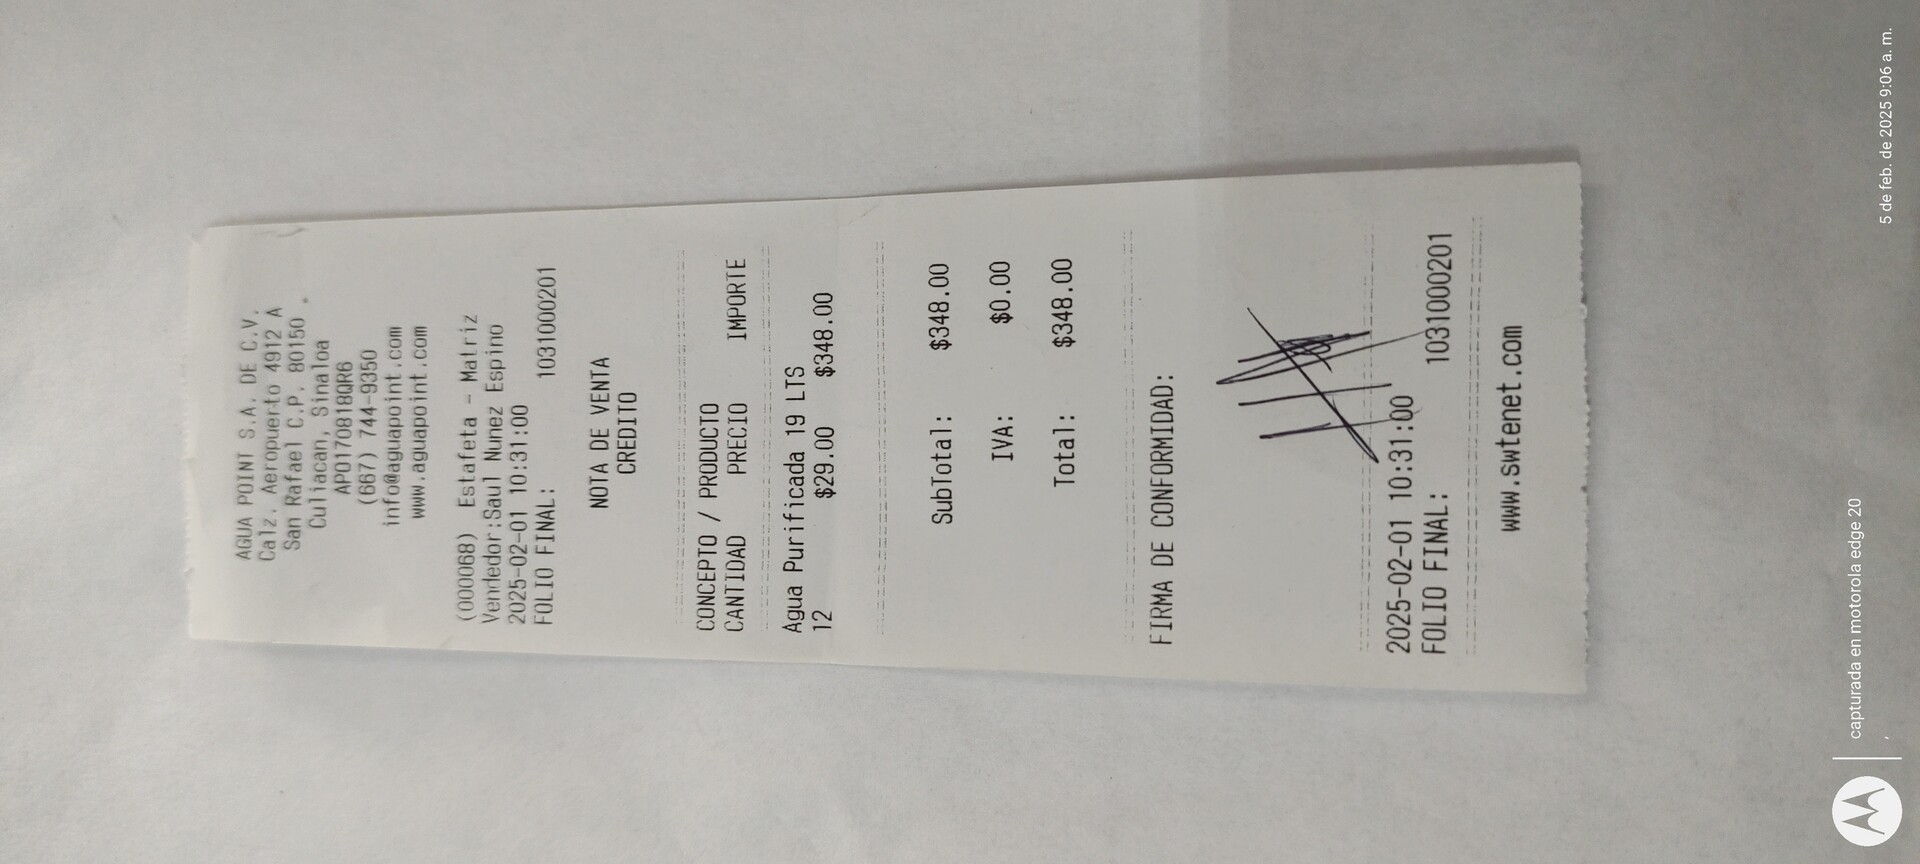 AGUA POINT S.A. DE C.V.
Calz. Aeropuerto 4912 A
San Rafael C.P. 80150 .
Culiacan, Sinaloa
APO170818QR6
(667) 744-9350
info@aguapoint.com
www.aguapoint.com
(000068) Estafeta - Matriz
Vendedor:Saul Nunez Espino
2025-02-01 10:31:00
FOLIO FINAL: 1031000201
NOTA DE VENTA
CREDITO
CONCEPTO / PRODUCTO
CANTIDAD PRECIO IMPORTE
Agua Purificada 19 LTS
12 $29.00 $348.00
SubTotal: $348.00
IVA: $0.00
Total: $348.00
FIRMA DE CONFORMIDAD:
2025-02-01 10:31:00
FOLIO FINAL: 1031000201
www.swtenet.com
capturada en motorola edge 20
,
5 de feb. de 2025 9:06 a. m.